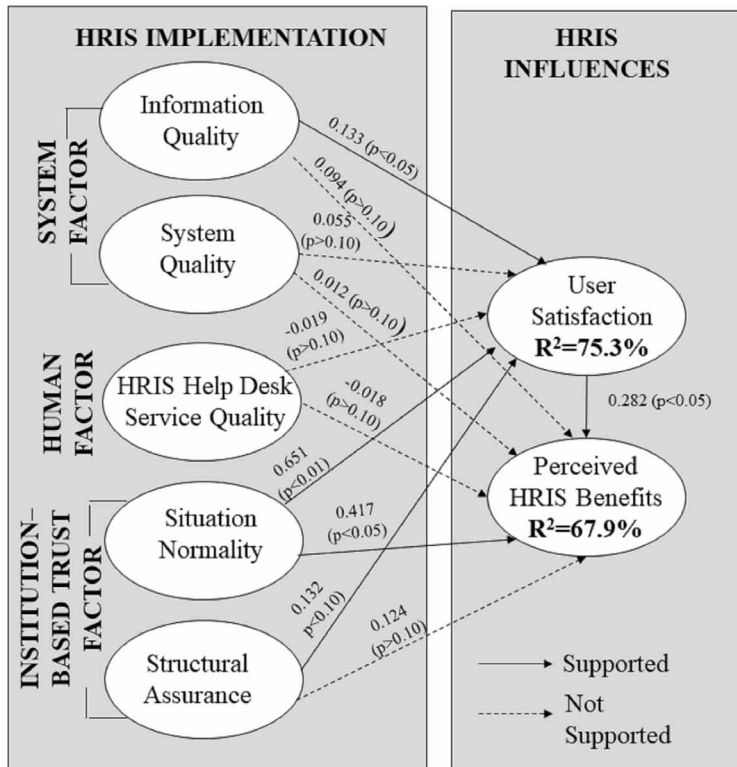 HRIS IMPLEMENTATION
HRIS
INFLUENCES
SYSTEM
FACTOR
Information
Quality
System
Quality
HUMAN
FACTOR
HRIS Help Desk
Service Quality
INSTITUTION–
BASED TRUST
FACTOR
Situation
Normality
Structural
Assurance
0.133 (p<0.05)
0.094 (p>0.10)
0.055
(p>0.10)
0.012 (p>0.10)
-0.019
(p>0.10)
-0.018
(p>0.10)
0.651
(p<0.01)
0.417
(p<0.05)
0.132
p<0.10)
0.124
(p>0.10)
User
Satisfaction
R²=75.3%
0.282 (p<0.05)
Perceived
HRIS Benefits
R²=67.9%
Supported
Not
Supported